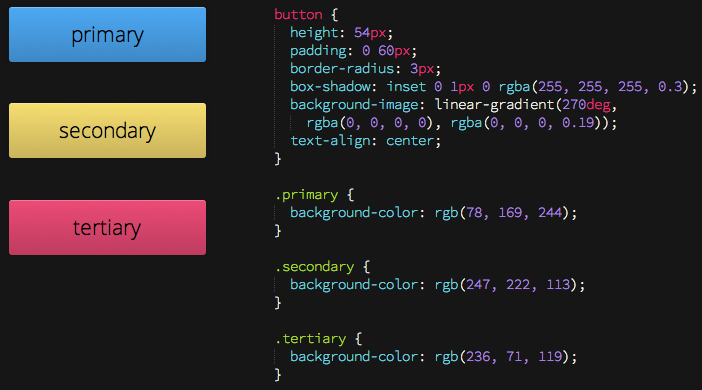 primary
secondary
tertiary
button {
height: 54px;
padding: 0 60px;
border-radius: 3px;
box-shadow: inset 0 1px 0 rgba(255, 255, 255, 0.3);
background-image: linear-gradient(270deg,
rgba(0, 0, 0, 0), rgba(0, 0, 0, 0.19));
text-align: center;
}
.primary {
background-color: rgb(78, 169, 244);
}
.secondary {
background-color: rgb(247, 222, 113);
}
.tertiary {
background-color: rgb(236, 71, 119);
}